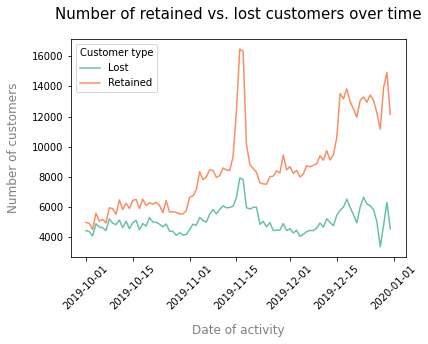 Number of retained vs. lost customers over time
Customer type
Lost
Retained
Number of customers
16000
14000
12000
10000
8000
6000
4000
2019-10-01
2019-10-15
2019-11-01
2019-11-15
2019-12-01
2019-12-15
2020-01-01
Date of activity